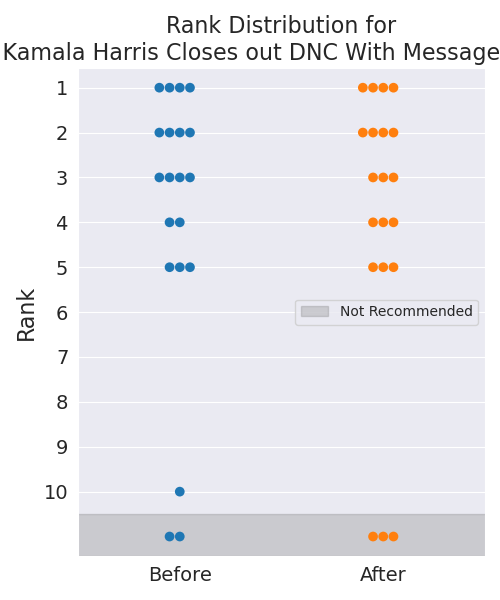 Rank Distribution for
Kamala Harris Closes out DNC With Message
Rank
1
2
3
4
5
6
7
8
9
10
Not Recommended
Before
After